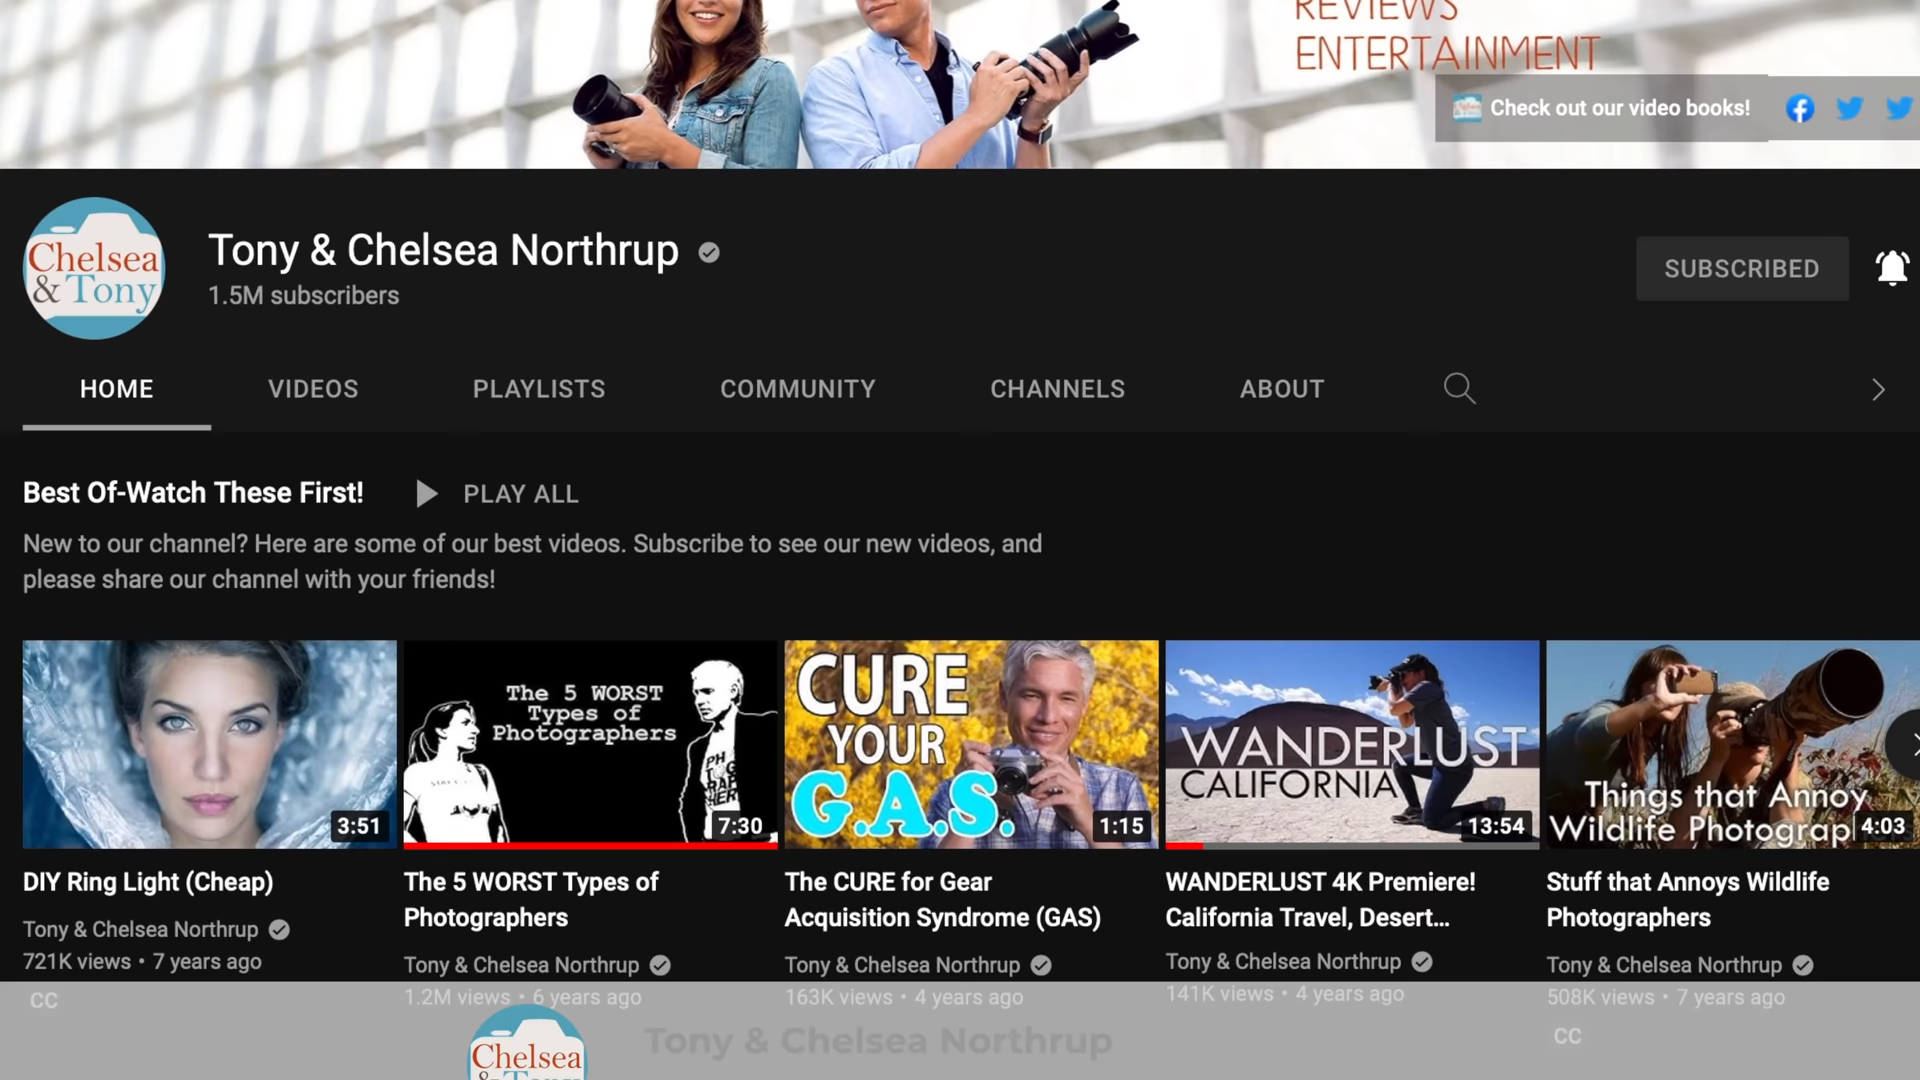 REVIEWS
ENTERTAINMENT
Check out our video books!
Chelsea
& Tony
Tony & Chelsea Northrup
1.5M subscribers
SUBSCRIBED
HOME
VIDEOS
PLAYLISTS
COMMUNITY
CHANNELS
ABOUT
Best Of-Watch These First!
PLAY ALL
New to our channel? Here are some of our best videos. Subscribe to see our new videos, and
please share our channel with your friends!
3:51
The 5 WORST
Types of
Photographers
7:30
CURE
YOUR
G.A.S.
1:15
WANDERLUST
CALIFORNIA
13:54
Things that Annoy
Wildlife Photograp
4:03
DIY Ring Light (Cheap)
Tony & Chelsea Northrup
721K views • 7 years ago
CC
The 5 WORST Types of
Photographers
Tony & Chelsea Northrup
1.2M views • 6 years ago
The CURE for Gear
Acquisition Syndrome (GAS)
Tony & Chelsea Northrup
163K views • 4 years ago
WANDERLUST 4K Premiere!
California Travel, Desert...
Tony & Chelsea Northrup
141K views • 4 years ago
Stuff that Annoys Wildlife
Photographers
Tony & Chelsea Northrup
508K views • 7 years ago
CC
Chelsea
Tony & Chelsea Northrup